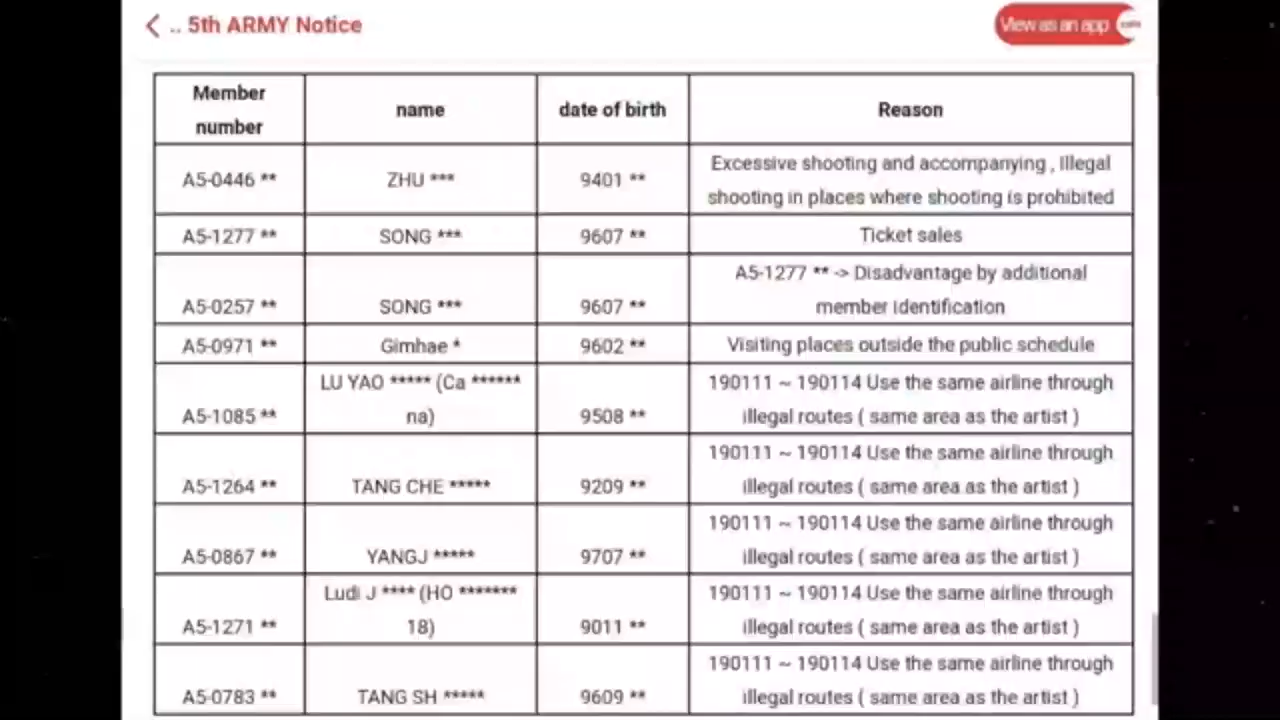 .. 5th ARMY Notice
View as an app
Member number
name
date of birth
Reason
A5-0446 **
ZHU ***
9401 **
Excessive shooting and accompanying , Illegal
shooting in places where shooting is prohibited
A5-1277 **
SONG ***
9607 **
Ticket sales
A5-0257 **
SONG ***
9607 **
A5-1277 ** -> Disadvantage by additional
member identification
A5-0971 **
Gimhae *
9602 **
Visiting places outside the public schedule
A5-1085 **
LU YAO ***** (Ca ******
na)
9508 **
190111 ~ 190114 Use the same airline through
illegal routes ( same area as the artist )
A5-1264 **
TANG CHE *****
9209 **
190111 ~ 190114 Use the same airline through
illegal routes ( same area as the artist )
A5-0867 **
YANGJ *****
9707 **
190111 ~ 190114 Use the same airline through
illegal routes ( same area as the artist )
A5-1271 **
Ludi J **** (HO *******
18)
9011 **
190111 ~ 190114 Use the same airline through
illegal routes ( same area as the artist )
A5-0783 **
TANG SH *****
9609 **
190111 ~ 190114 Use the same airline through
illegal routes ( same area as the artist )